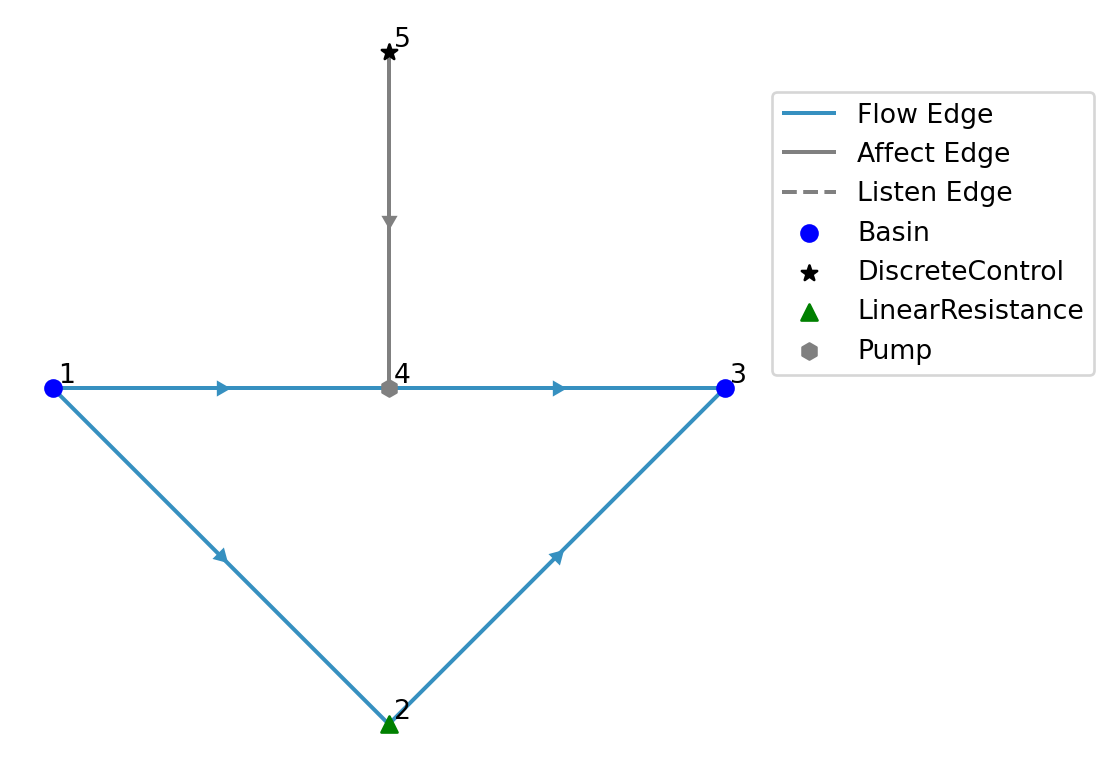 5
Flow Edge
Affect Edge
Listen Edge
Basin
DiscreteControl
LinearResistance
Pump
1
4
3
2